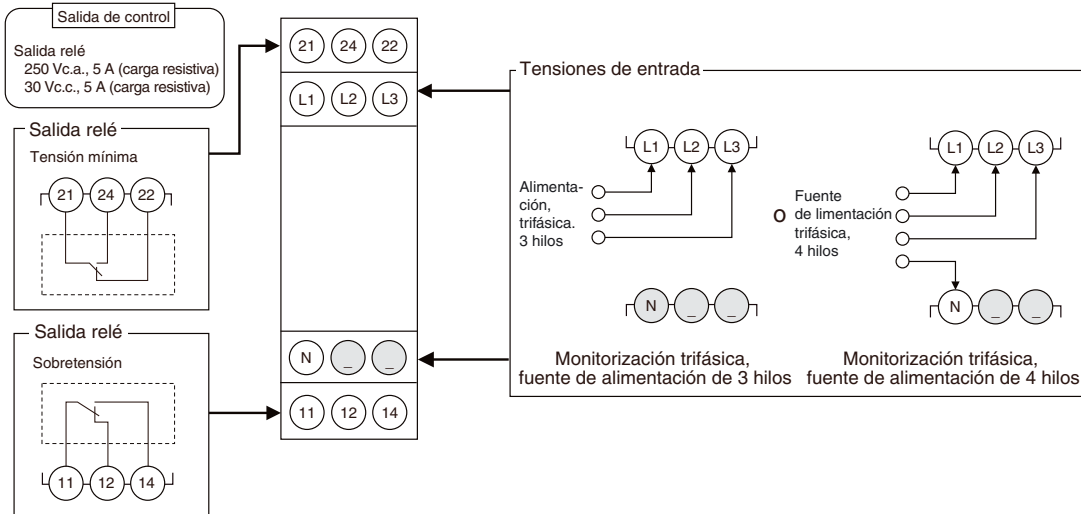 Salida de control
Salida relé
250 Vc.a., 5 A (carga resistiva)
30 Vc.c., 5 A (carga resistiva)
Salida relé
Tensión mínima
21 24 22
Salida relé
Sobretensión
11 12 14
21 24 22
L1 L2 L3
N _ _
11 12 14
Tensiones de entrada
L1 L2 L3
Alimenta-
ción,
trifásica.
3 hilos
N _ _
Monitorización trifásica,
fuente de alimentación de 3 hilos
O
L1 L2 L3
Fuente
de limentación
trifásica,
4 hilos
N _ _
Monitorización trifásica,
fuente de alimentación de 4 hilos